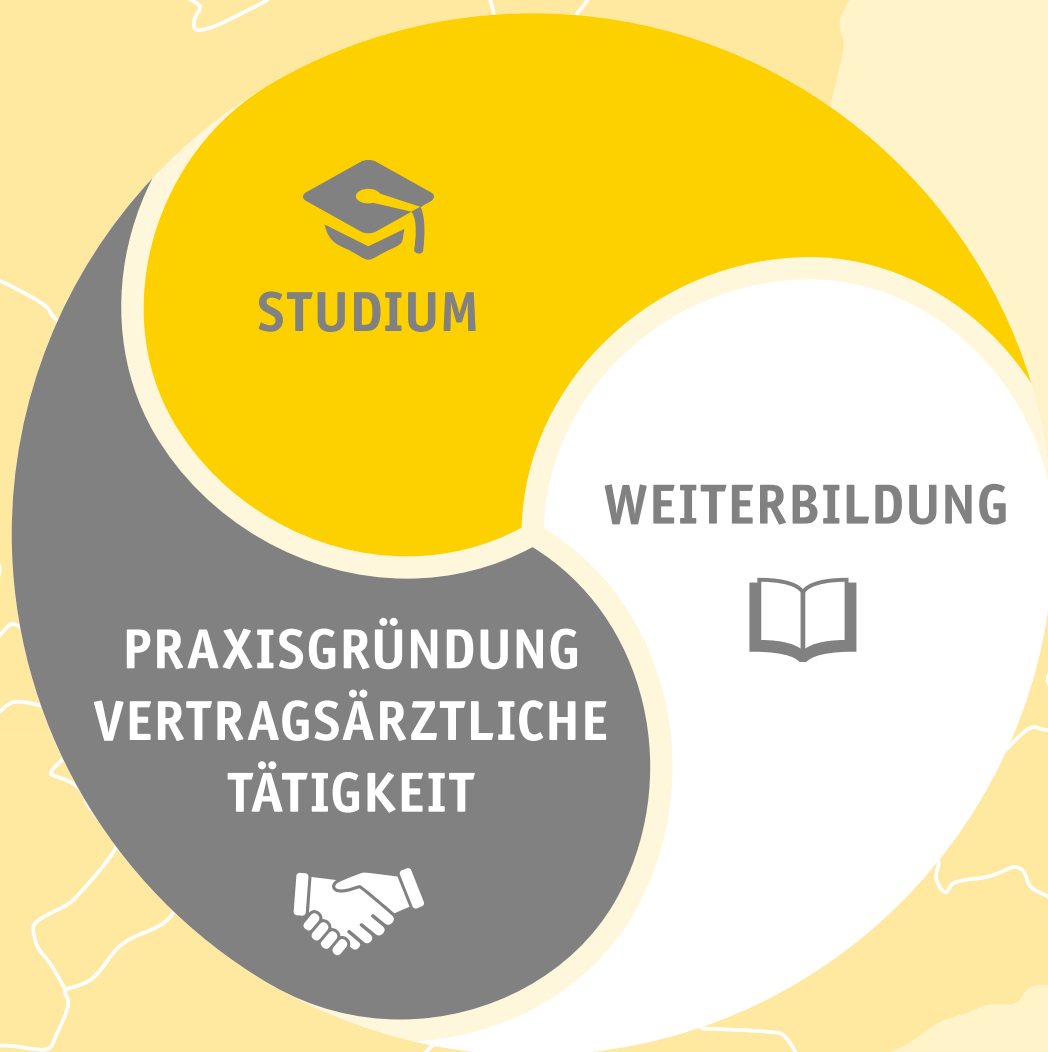 STUDIUM
WEITERBILDUNG
PRAXISGRÜNDUNG
VERTRAGSÄRZTLICHE
TÄTIGKEIT